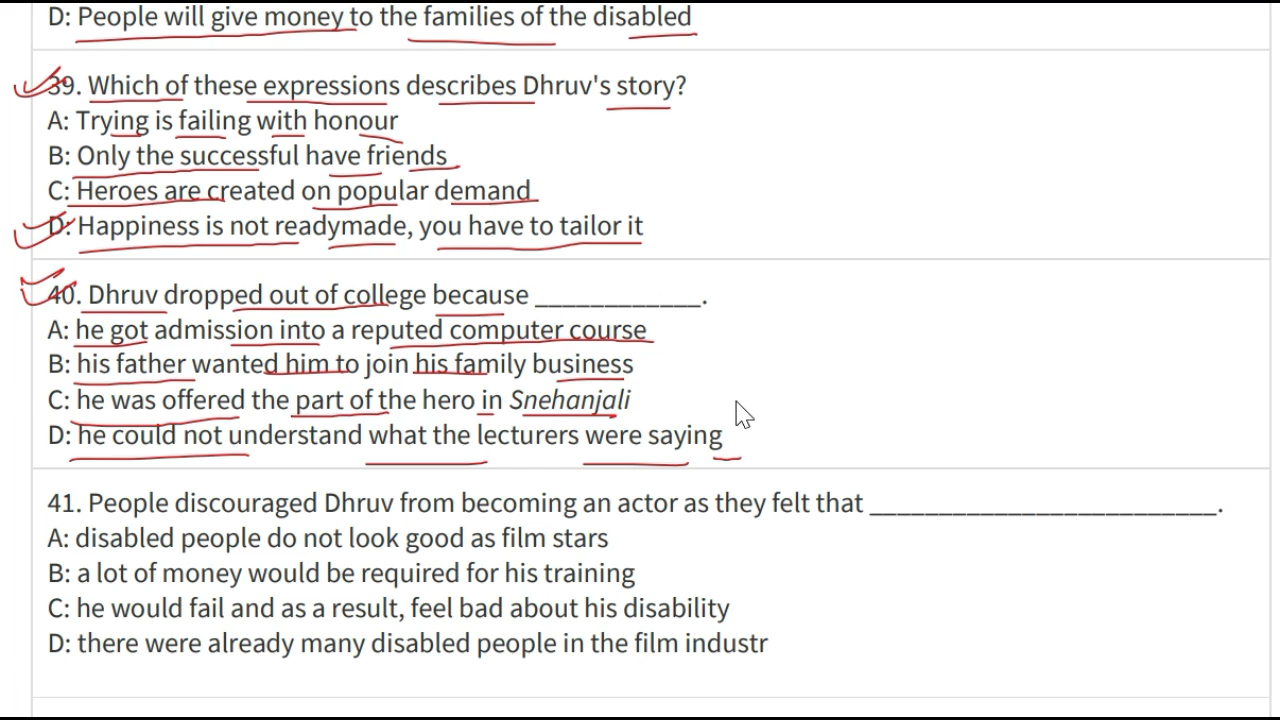 D: People will give money to the families of the disabled
39. Which of these expressions describes Dhruv's story?
A: Trying is failing with honour
B: Only the successful have friends
C: Heroes are created on popular demand
D: Happiness is not readymade, you have to tailor it
40. Dhruv dropped out of college because ____________.
A: he got admission into a reputed computer course
B: his father wanted him to join his family business
C: he was offered the part of the hero in Snehanjali
D: he could not understand what the lecturers were saying
41. People discouraged Dhruv from becoming an actor as they felt that _________________________.
A: disabled people do not look good as film stars
B: a lot of money would be required for his training
C: he would fail and as a result, feel bad about his disability
D: there were already many disabled people in the film industr